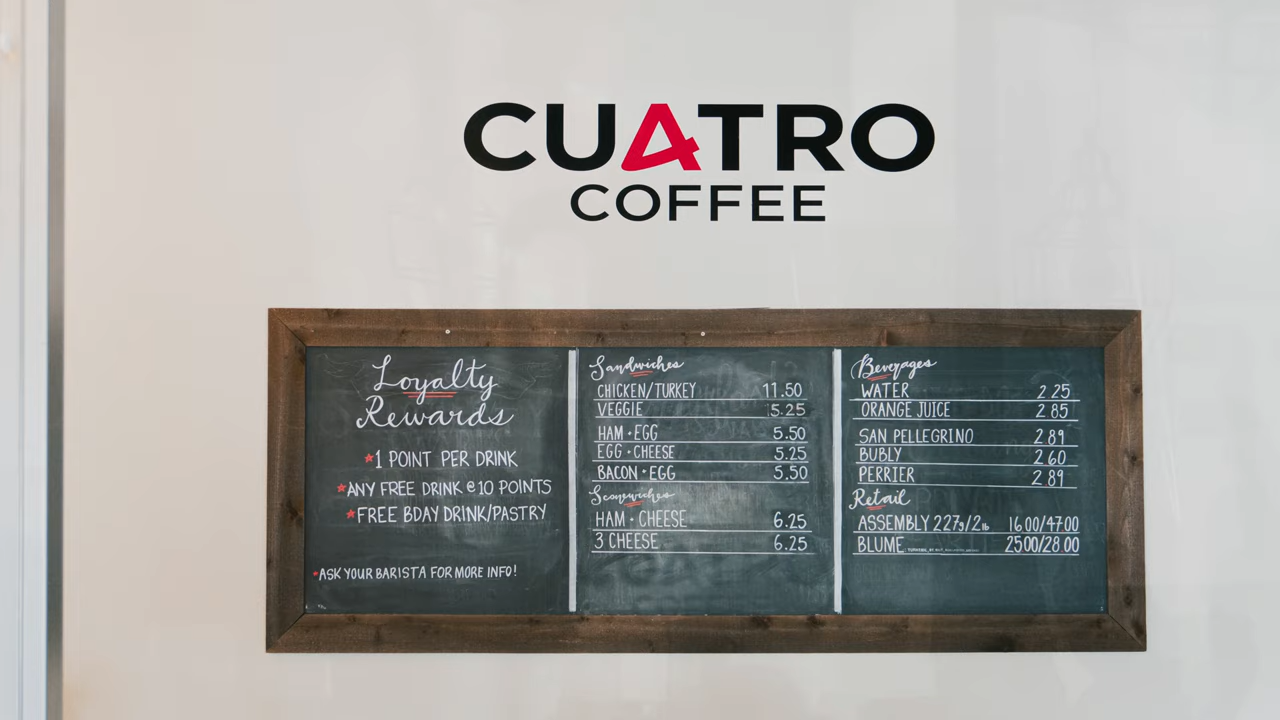 CUATRO
COFFEE
Loyalty
Rewards
*1 POINT PER DRINK
*ANY FREE DRINK @ 10 POINTS
*FREE BDAY DRINK/PASTRY
*ASK YOUR BARISTA FOR MORE INFO!
Sandwiches
CHICKEN/TURKEY 11.50
VEGGIE 5.25
HAM • EGG 5.50
EGG • CHEESE 5.25
BACON • EGG 5.50
Sconwiches
HAM • CHEESE 6.25
3 CHEESE 6.25
Beverages
WATER 2.25
ORANGE JUICE 2.85
SAN PELLEGRINO 2.89
BUBLY 2.60
PERRIER 2.89
Retail
ASSEMBLY 227g/2lb 16.00/47.00
BLUME 25.00/28.00